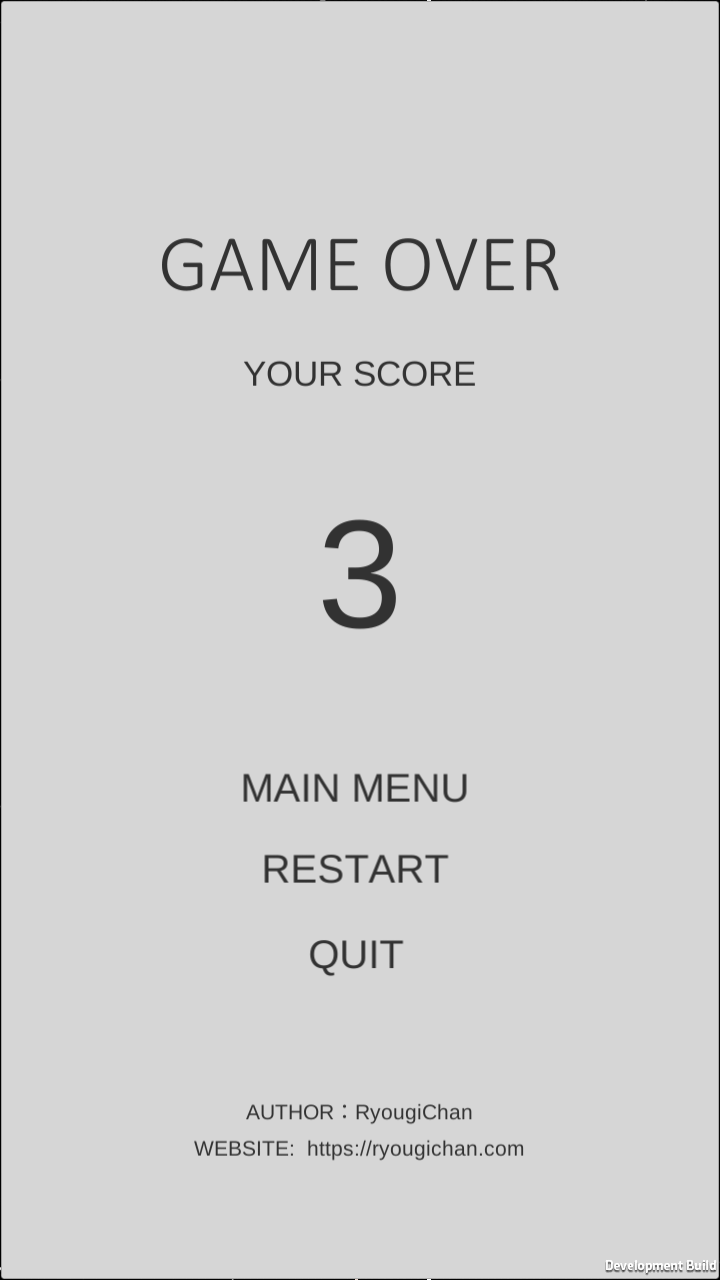 GAME OVER
YOUR SCORE
3
MAIN MENU
RESTART
QUIT
AUTHOR：RyougiChan
WEBSITE:  https://ryougichan.com
Development Build